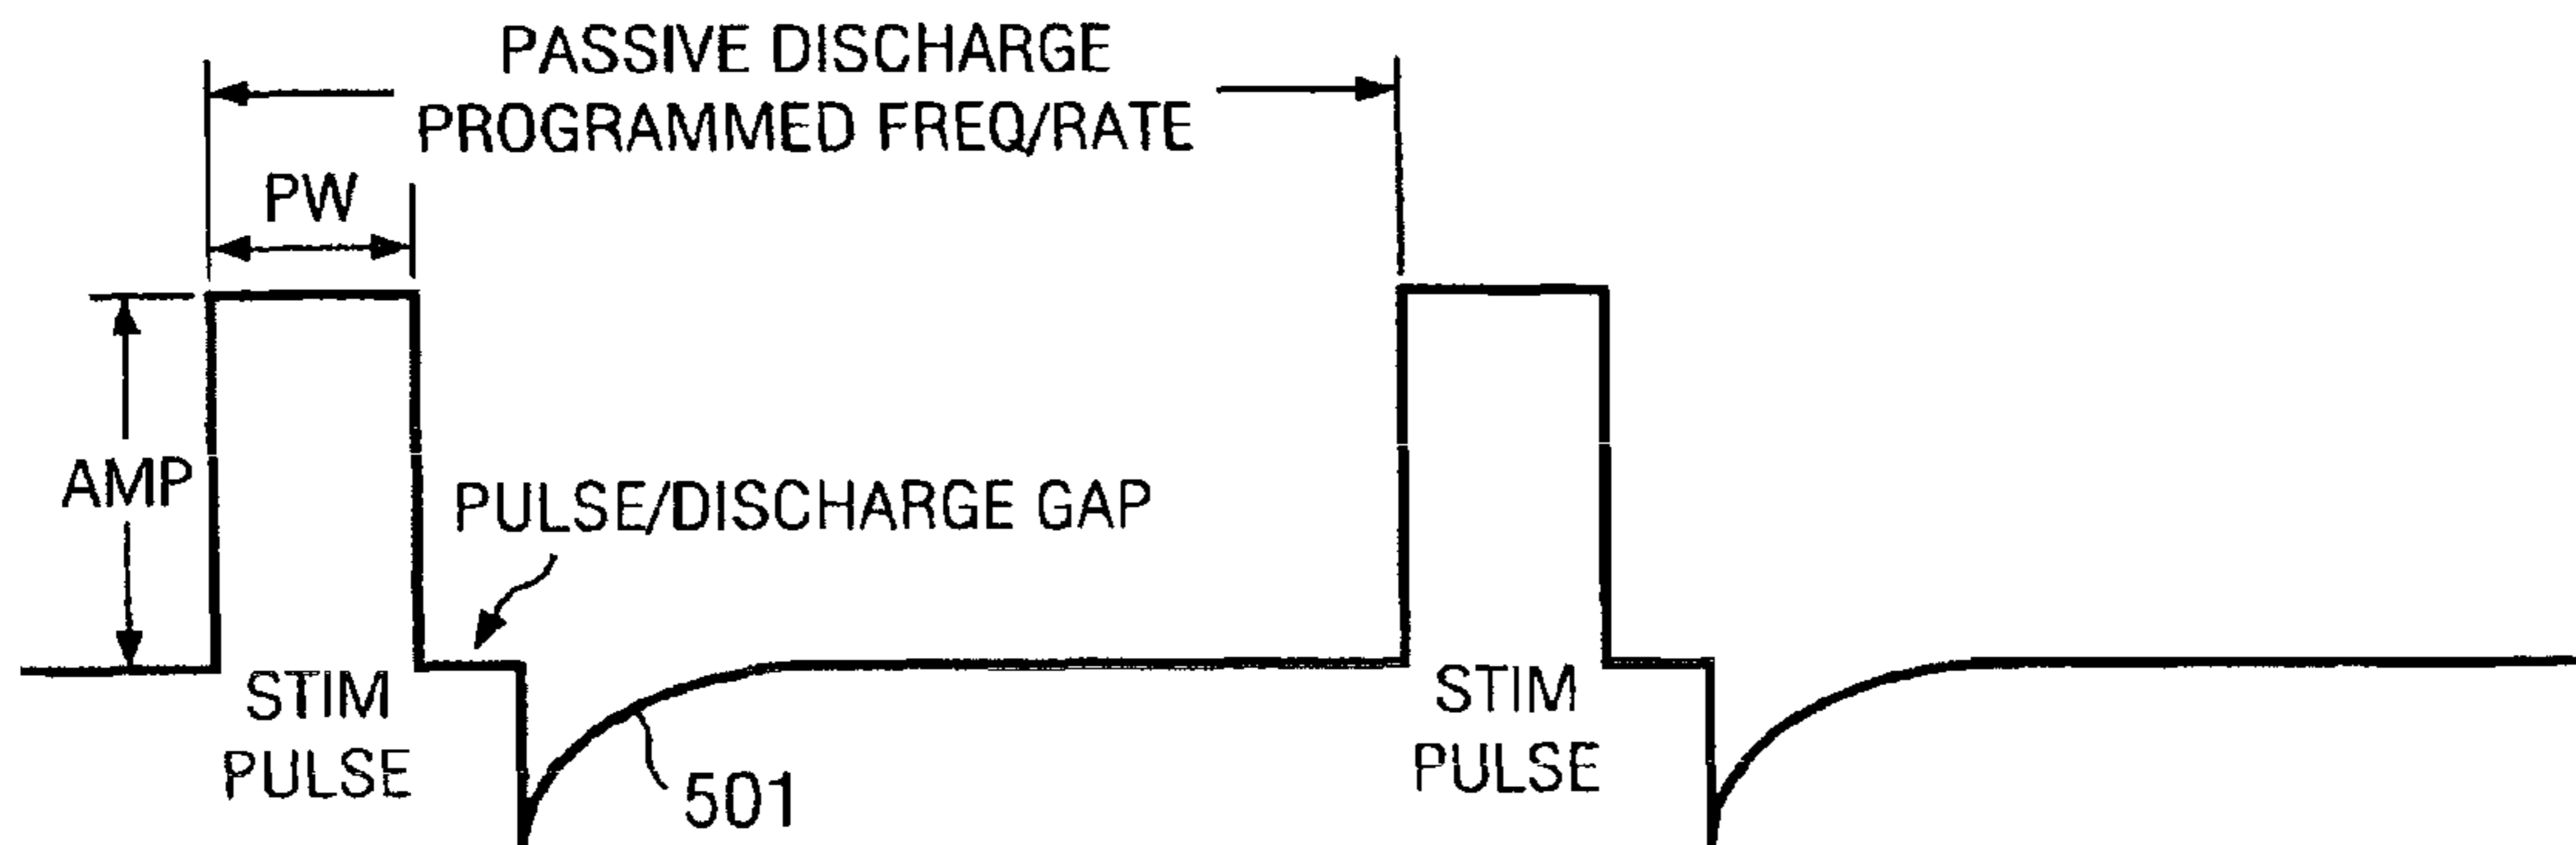 PASSIVE DISCHARGE
PROGRAMMED FREQ/RATE
PW
AMP
PULSE/DISCHARGE GAP
STIM
PULSE
501
STIM
PULSE